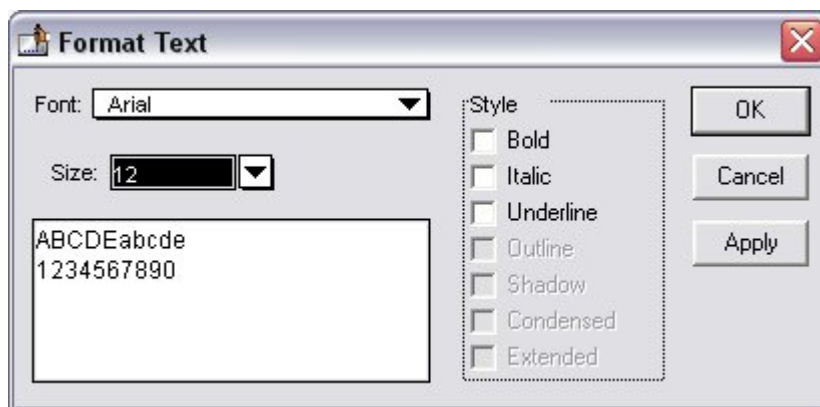 Format Text
Font: Arial
Size: 12
ABCDEabcde
1234567890
Style
Bold
Italic
Underline
Outline
Shadow
Condensed
Extended
OK
Cancel
Apply